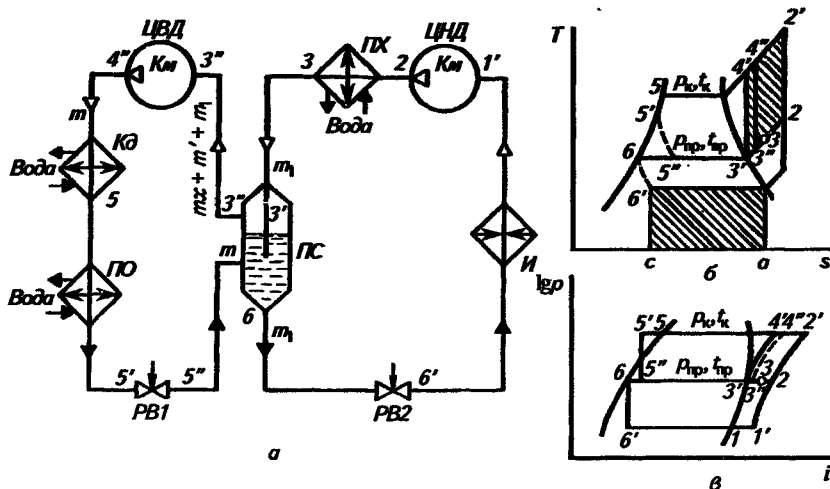 ЦВД
4″
Км
3″
ПХ
3
2
ЦНД
Км
1′
Вода
m
Кд
Вода
5
mx + m′ + m₁
m₁
3″
3′
m
ПС
6
m₁
И
ПО
Вода
5′
5″
РВ1
6′
РВ2
а
T
2′
4″
4′
5
pк, tк
5′
2
3
pпр, tпр
3″
6
5″
3′
6′
c
б
a
s
lgp
5′ 5
pк, tк
4′ 4″ 2′
6
5″
pпр, tпр
3
3′
3″
2
6′
1
1′
в
i